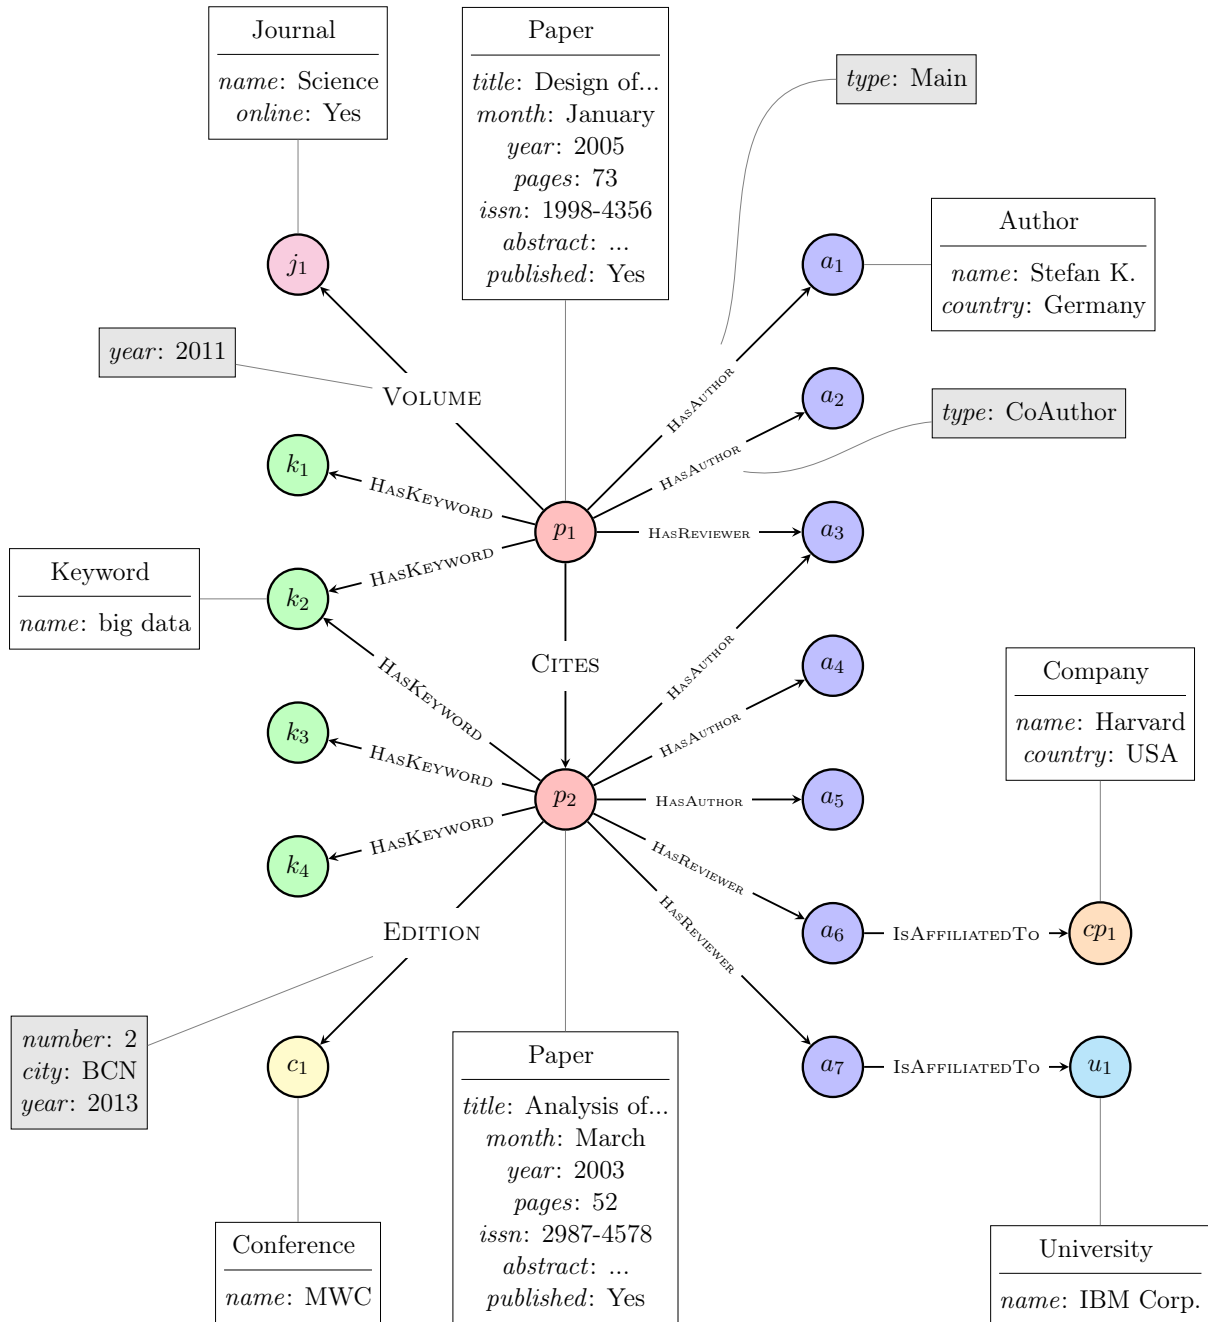 Journal
name: Science
online: Yes
Paper
title: Design of...
month: January
year: 2005
pages: 73
issn: 1998-4356
abstract: ...
published: Yes
type: Main
j1
a1
Author
name: Stefan K.
country: Germany
year: 2011
VOLUME
HASAUTHOR
a2
type: CoAuthor
HASAUTHOR
k1
HASKEYWORD
p1
HASREVIEWER
a3
Keyword
name: big data
k2
HASKEYWORD
CITES
HASAUTHOR
a4
HASKEYWORD
HASAUTHOR
Company
name: Harvard
country: USA
k3
HASKEYWORD
p2
HASAUTHOR
a5
k4
HASKEYWORD
HASREVIEWER
HASREVIEWER
EDITION
a6
ISAFFILIATEDTO
cp1
number: 2
city: BCN
year: 2013
c1
Paper
title: Analysis of...
month: March
year: 2003
pages: 52
issn: 2987-4578
abstract: ...
published: Yes
a7
ISAFFILIATEDTO
u1
Conference
name: MWC
University
name: IBM Corp.